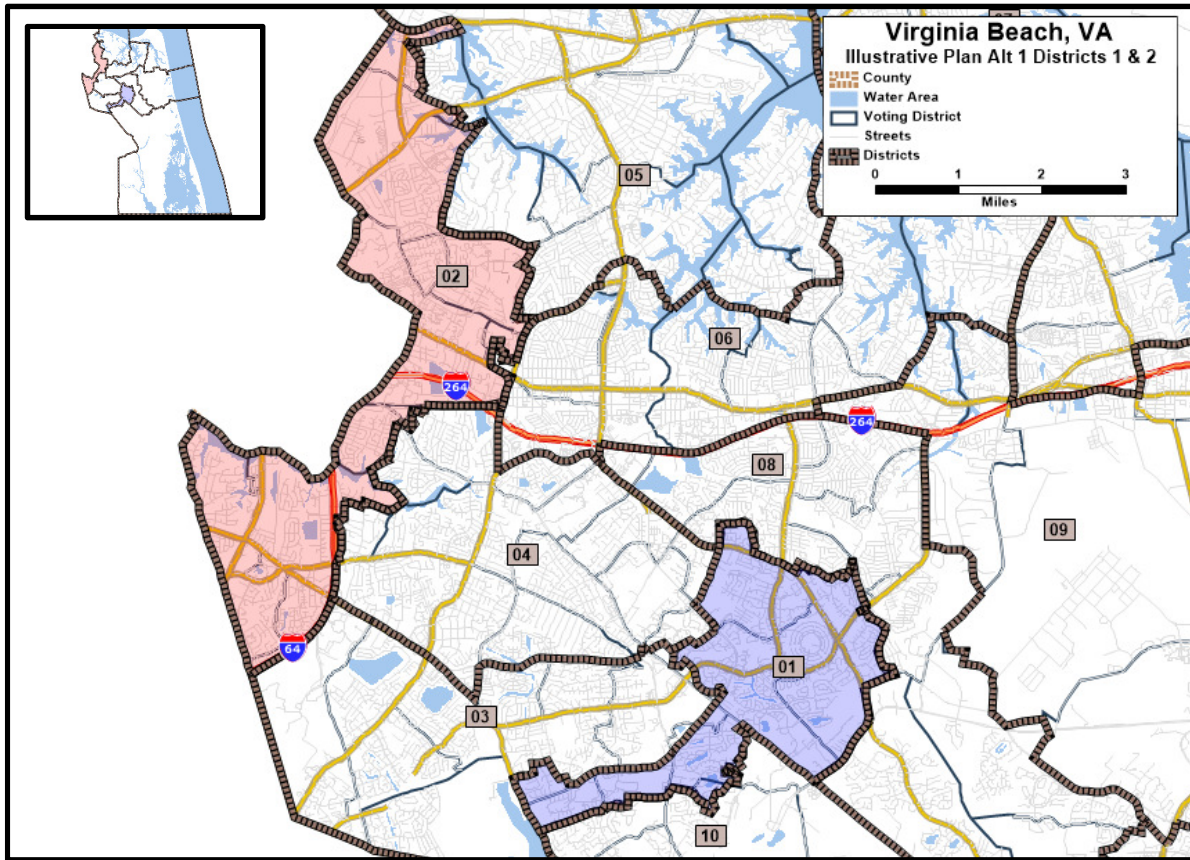 Virginia Beach, VA
Illustrative Plan Alt 1 Districts 1 & 2
County
Water Area
Voting District
Streets
Districts
0 1 2 3
Miles
05
02
06
264
264
08
09
04
64
01
03
10